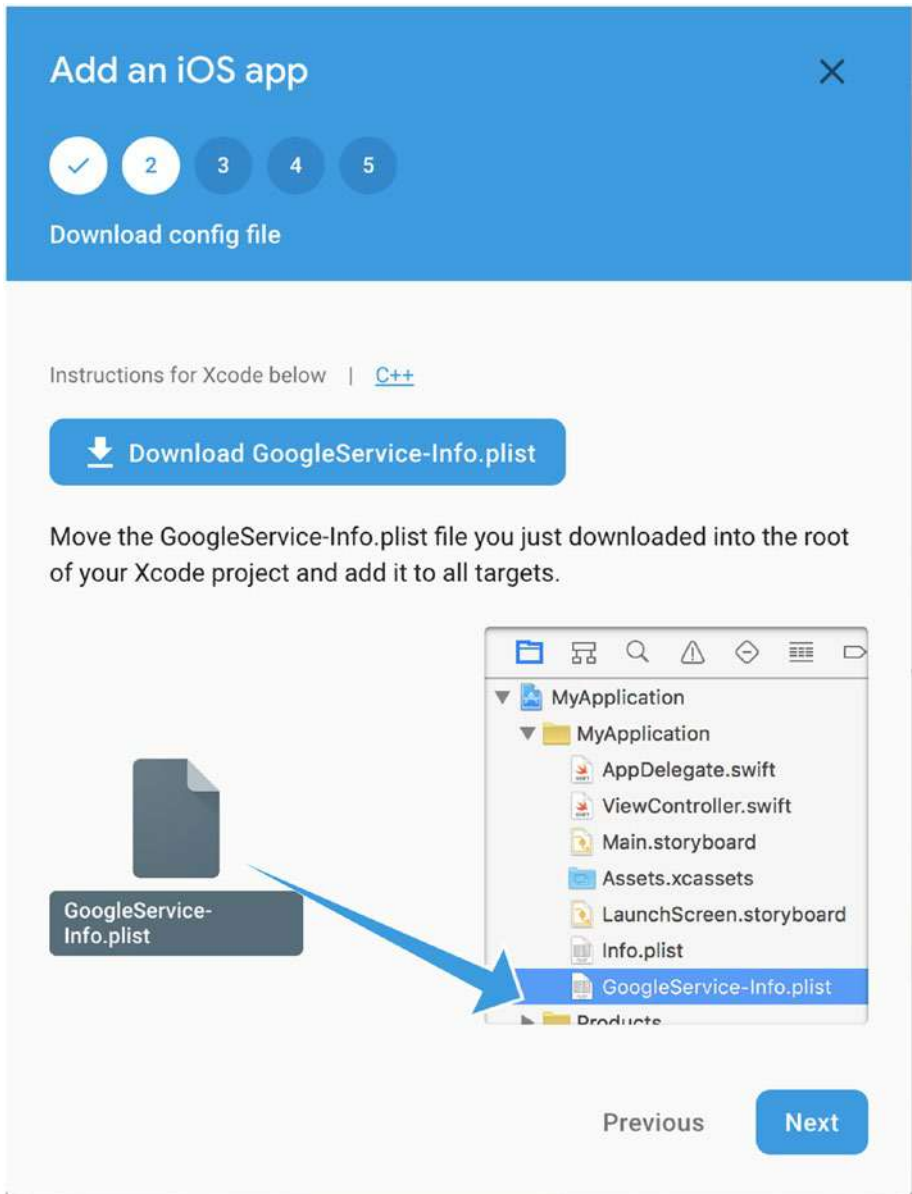 Add an iOS app
2
3
4
5
Download config file
Instructions for Xcode below | C++
Download GoogleService-Info.plist
Move the GoogleService-Info.plist file you just downloaded into the root
of your Xcode project and add it to all targets.
MyApplication
MyApplication
AppDelegate.swift
ViewController.swift
Main.storyboard
Assets.xcassets
LaunchScreen.storyboard
Info.plist
GoogleService-Info.plist
Products
GoogleService-
Info.plist
Previous
Next